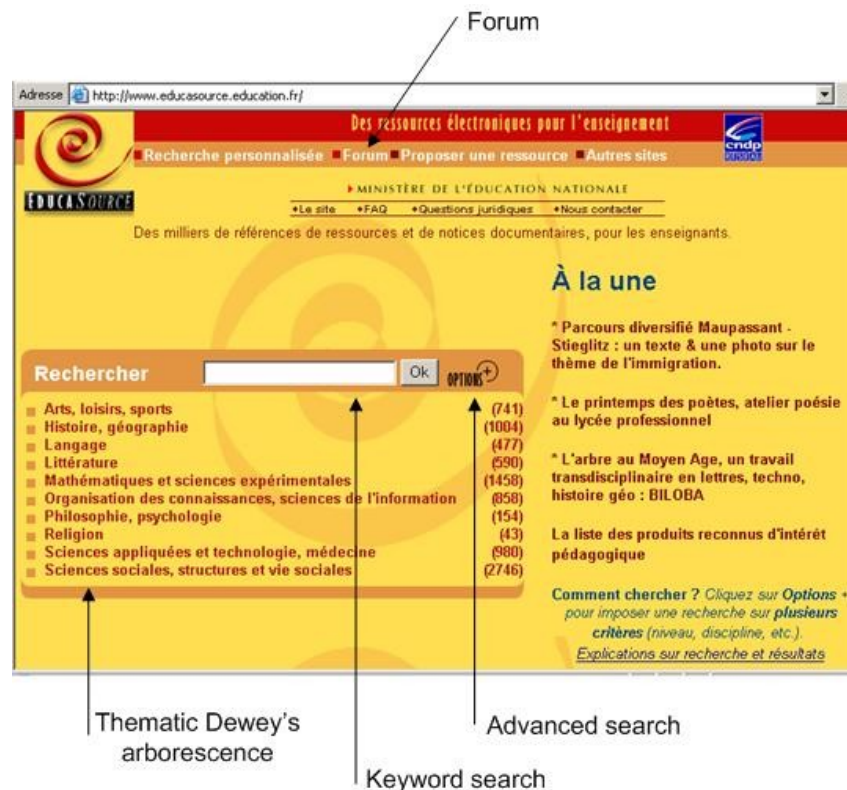 Forum
Adresse http://www.educasource.education.fr/
Des ressources électroniques pour l'enseignement
cndp
Recherche personnalisée Forum Proposer une ressource Autres sites
EDUCASOURCE
MINISTÈRE DE L'ÉDUCATION NATIONALE
Le site FAQ Questions juridiques Nous contacter
Des milliers de références de ressources et de notices documentaires, pour les enseignants.
Rechercher Ok OPTIONS +
Arts, loisirs, sports (741)
Histoire, géographie (1004)
Langage (477)
Littérature (590)
Mathématiques et sciences expérimentales (1458)
Organisation des connaissances, sciences de l'information (858)
Philosophie, psychologie (154)
Religion (43)
Sciences appliquées et technologie, médecine (980)
Sciences sociales, structures et vie sociales (2746)
À la une
* Parcours diversifié Maupassant -
Stieglitz : un texte & une photo sur le
thème de l'immigration.
* Le printemps des poètes, atelier poésie
au lycée professionnel
* L'arbre au Moyen Age, un travail
transdisciplinaire en lettres, techno,
histoire géo : BILOBA
La liste des produits reconnus d'intérêt
pédagogique
Comment chercher ? Cliquez sur Options +
pour imposer une recherche sur plusieurs
critères (niveau, discipline, etc.).
Explications sur recherche et résultats
Thematic Dewey's
arborescence
Keyword search
Advanced search